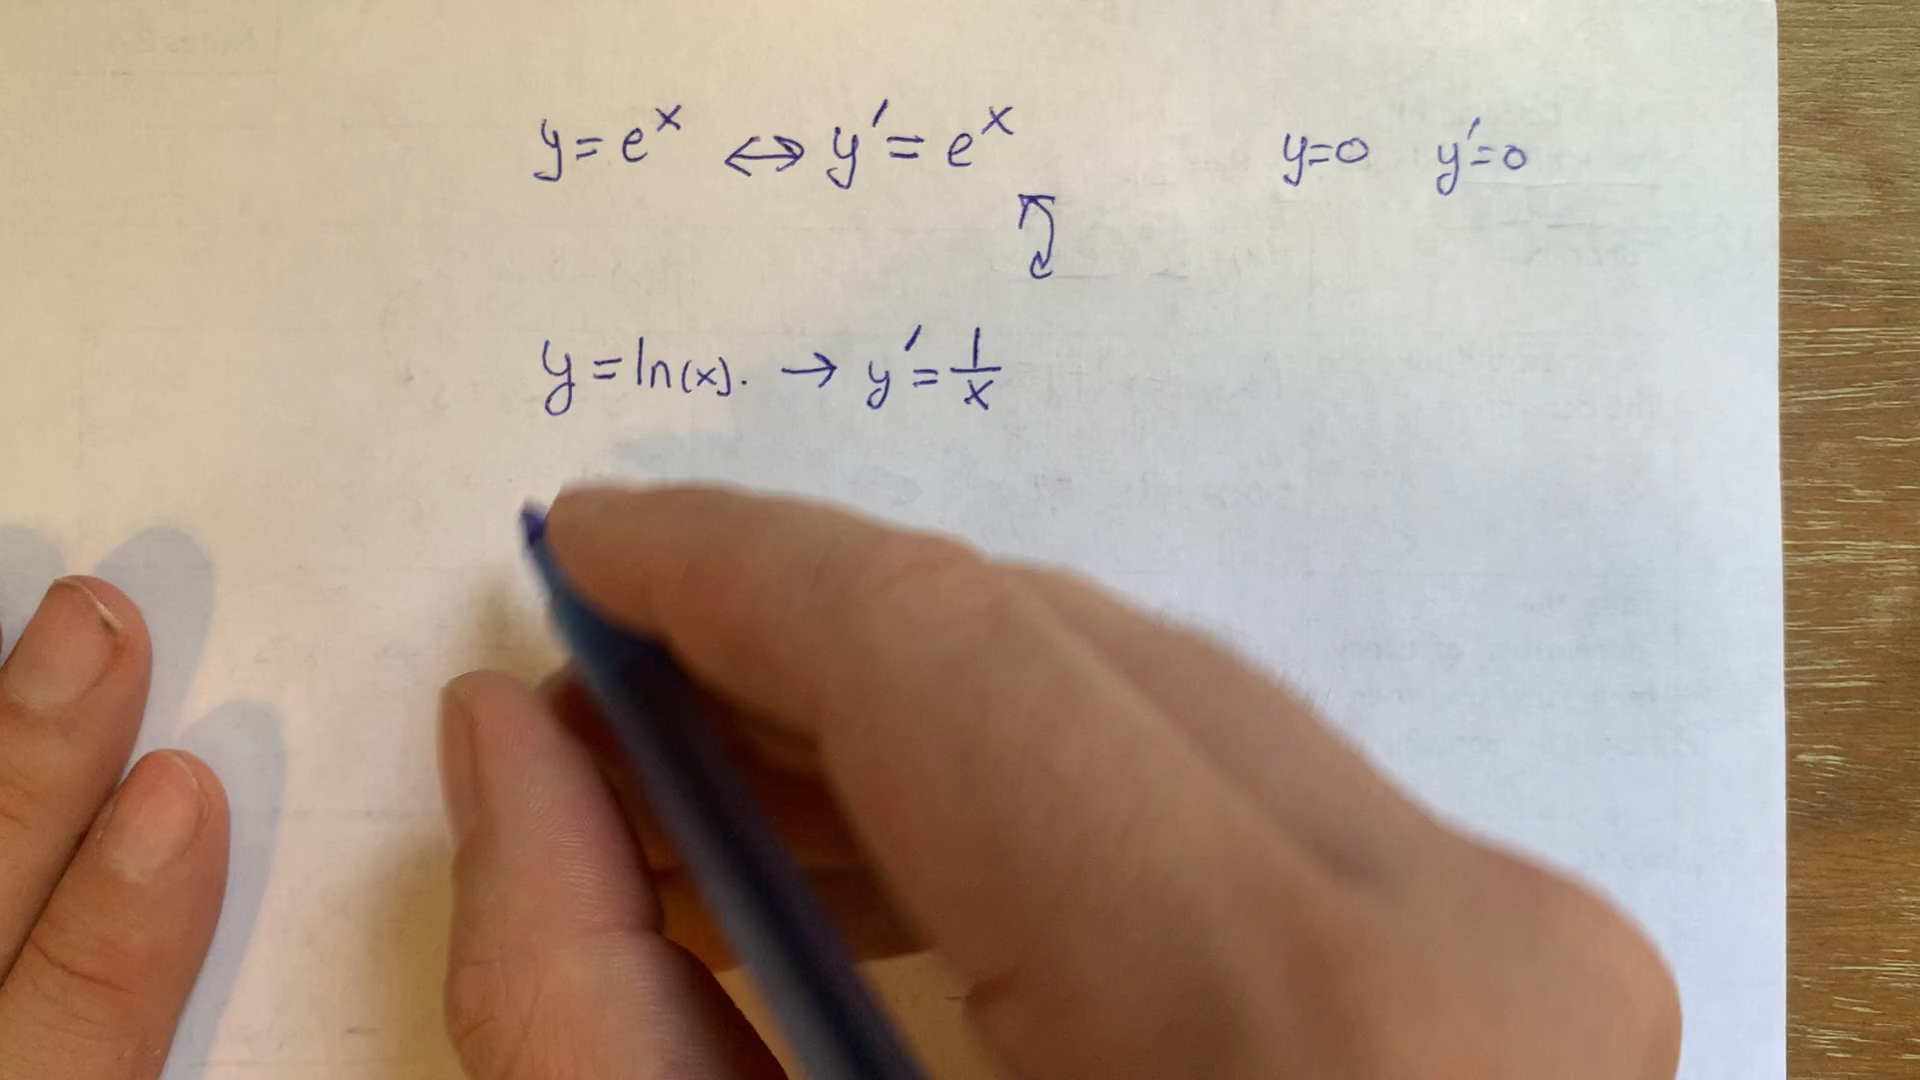 y = e^x ↔ y' = e^x y=0 y'=0
y = ln(x). → y' = 1/x